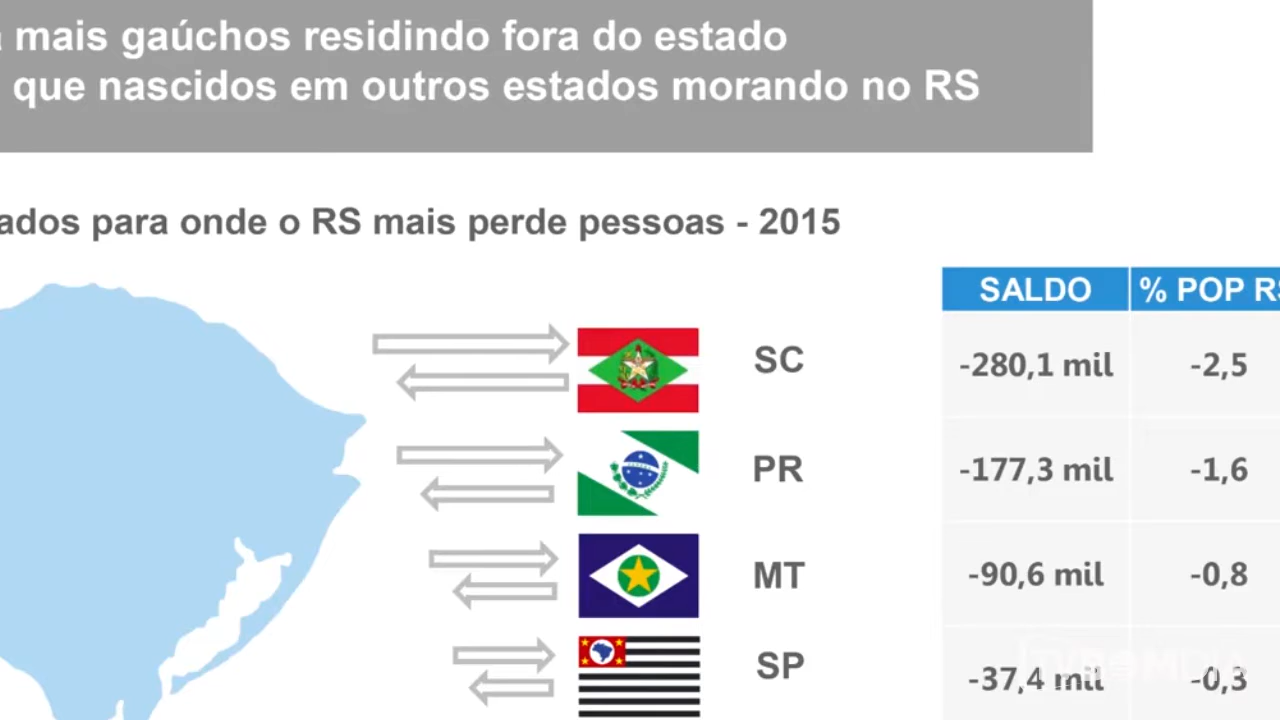 mais gaúchos residindo fora do estado
que nascidos em outros estados morando no RS
ados para onde o RS mais perde pessoas - 2015
SALDO % POP RS
SC -280,1 mil -2,5
PR -177,3 mil -1,6
MT -90,6 mil -0,8
SP -37,4 mil -0,3